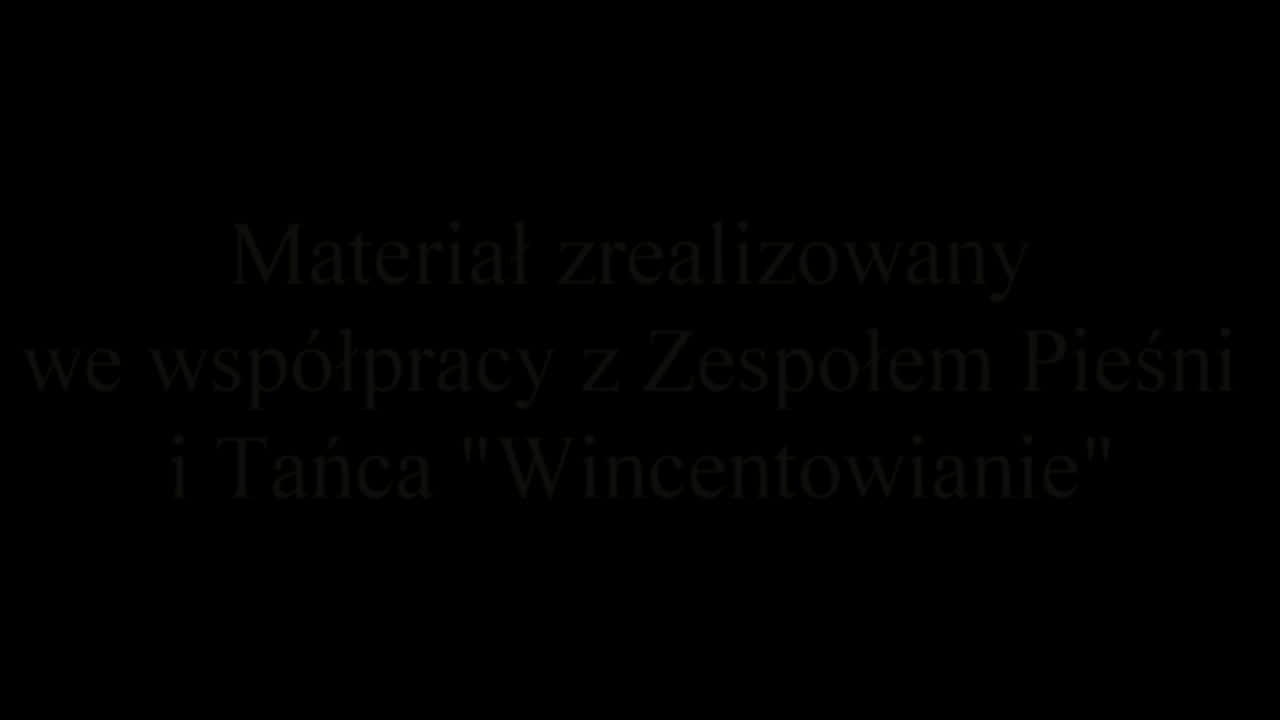 Materiał zrealizowany
we współpracy z Zespołem Pieśni
i Tańca "Wincentowianie"